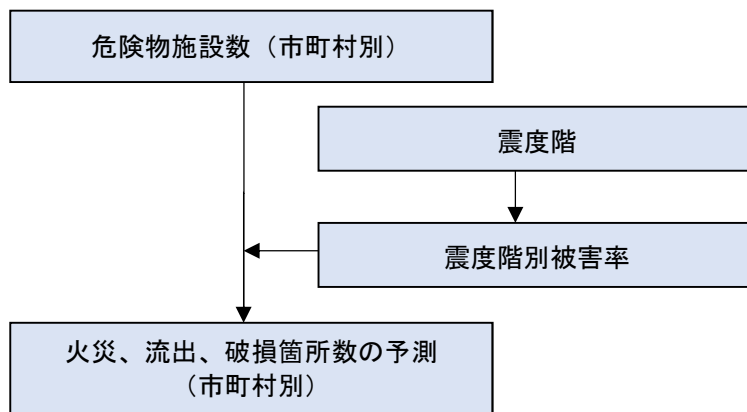 危険物施設数（市町村別）
震度階
震度階別被害率
火災、流出、破損箇所数の予測
（市町村別）